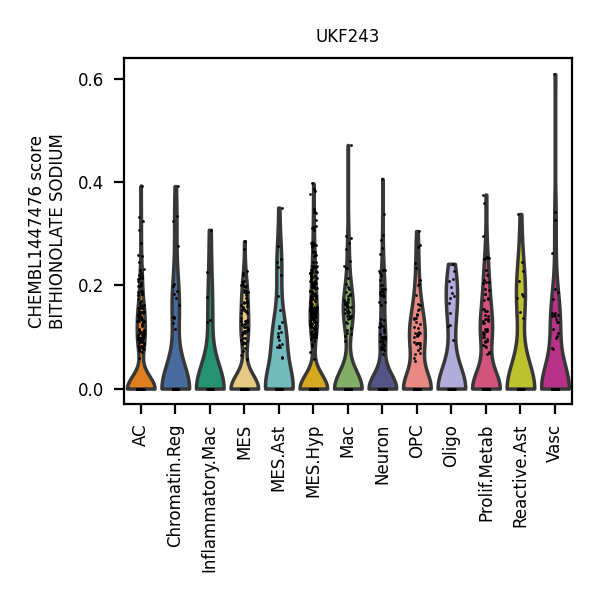 UKF243
CHEMBL1447476 score
BITHIONOLATE SODIUM
0.6
0.4
0.2
0.0
AC
Chromatin.Reg
Inflammatory.Mac
MES
MES.Ast
MES.Hyp
Mac
Neuron
OPC
Oligo
Prolif.Metab
Reactive.Ast
Vasc